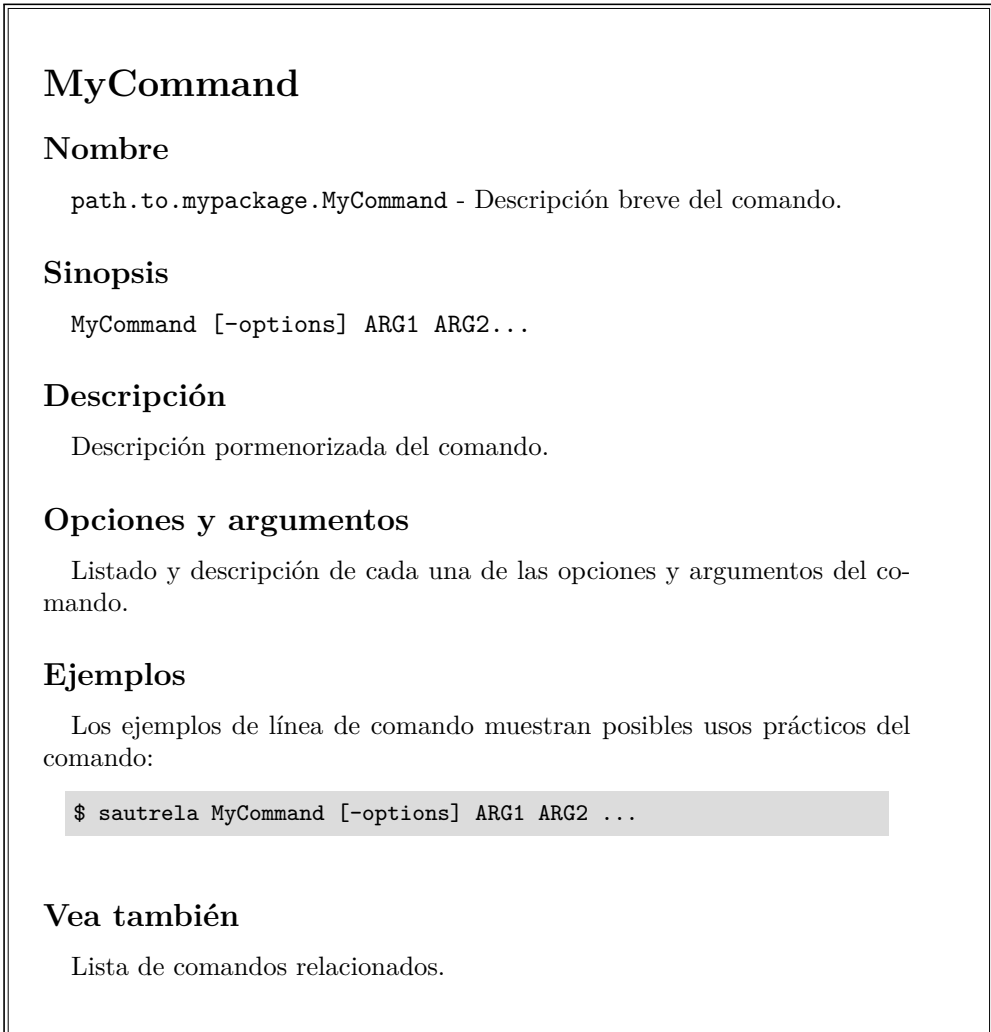 MyCommand
Nombre
path.to.mypackage.MyCommand - Descripción breve del comando.
Sinopsis
MyCommand [-options] ARG1 ARG2...
Descripción
Descripción pormenorizada del comando.
Opciones y argumentos
Listado y descripción de cada una de las opciones y argumentos del co-
mando.
Ejemplos
Los ejemplos de línea de comando muestran posibles usos prácticos del
comando:
$ sautrela MyCommand [-options] ARG1 ARG2 ...
Vea también
Lista de comandos relacionados.